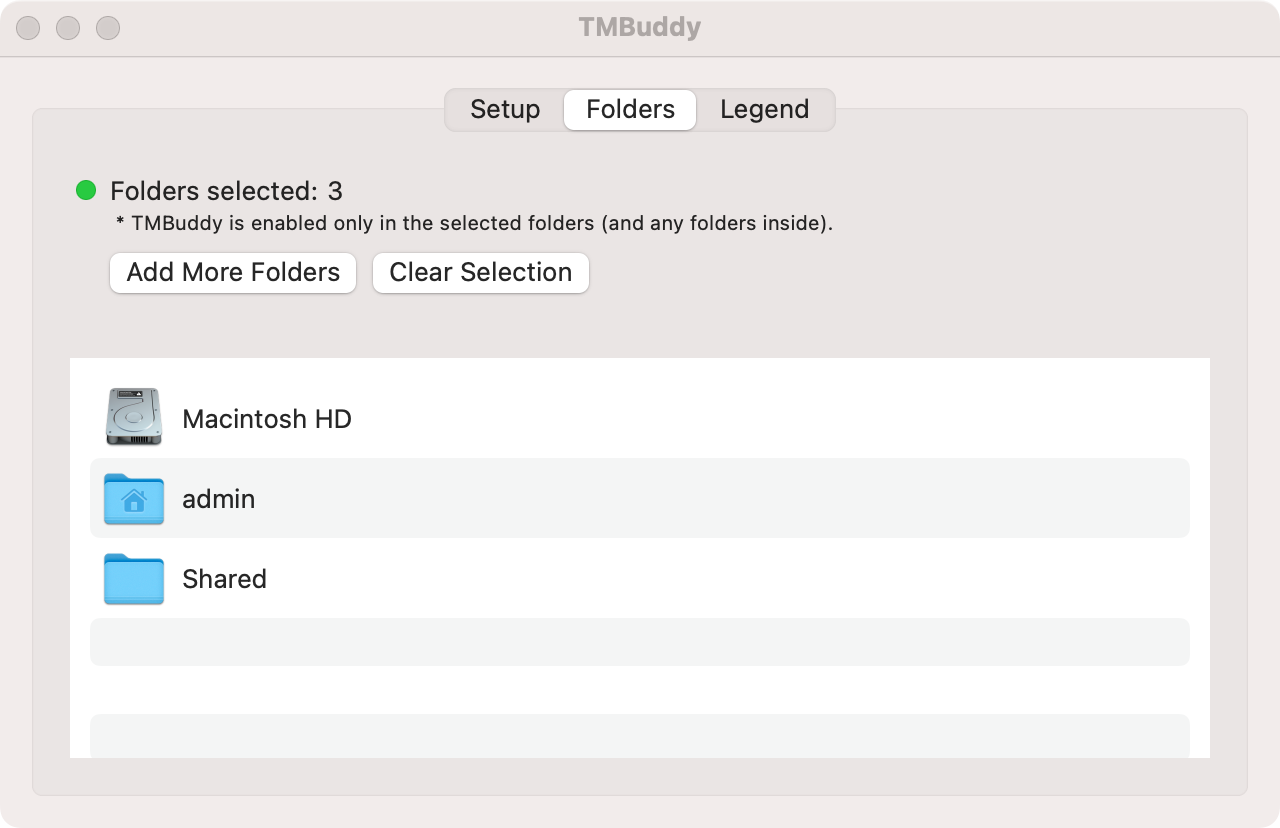 TMBuddy
Setup Folders Legend
Folders selected: 3
* TMBuddy is enabled only in the selected folders (and any folders inside).
Add More Folders Clear Selection
Macintosh HD
admin
Shared